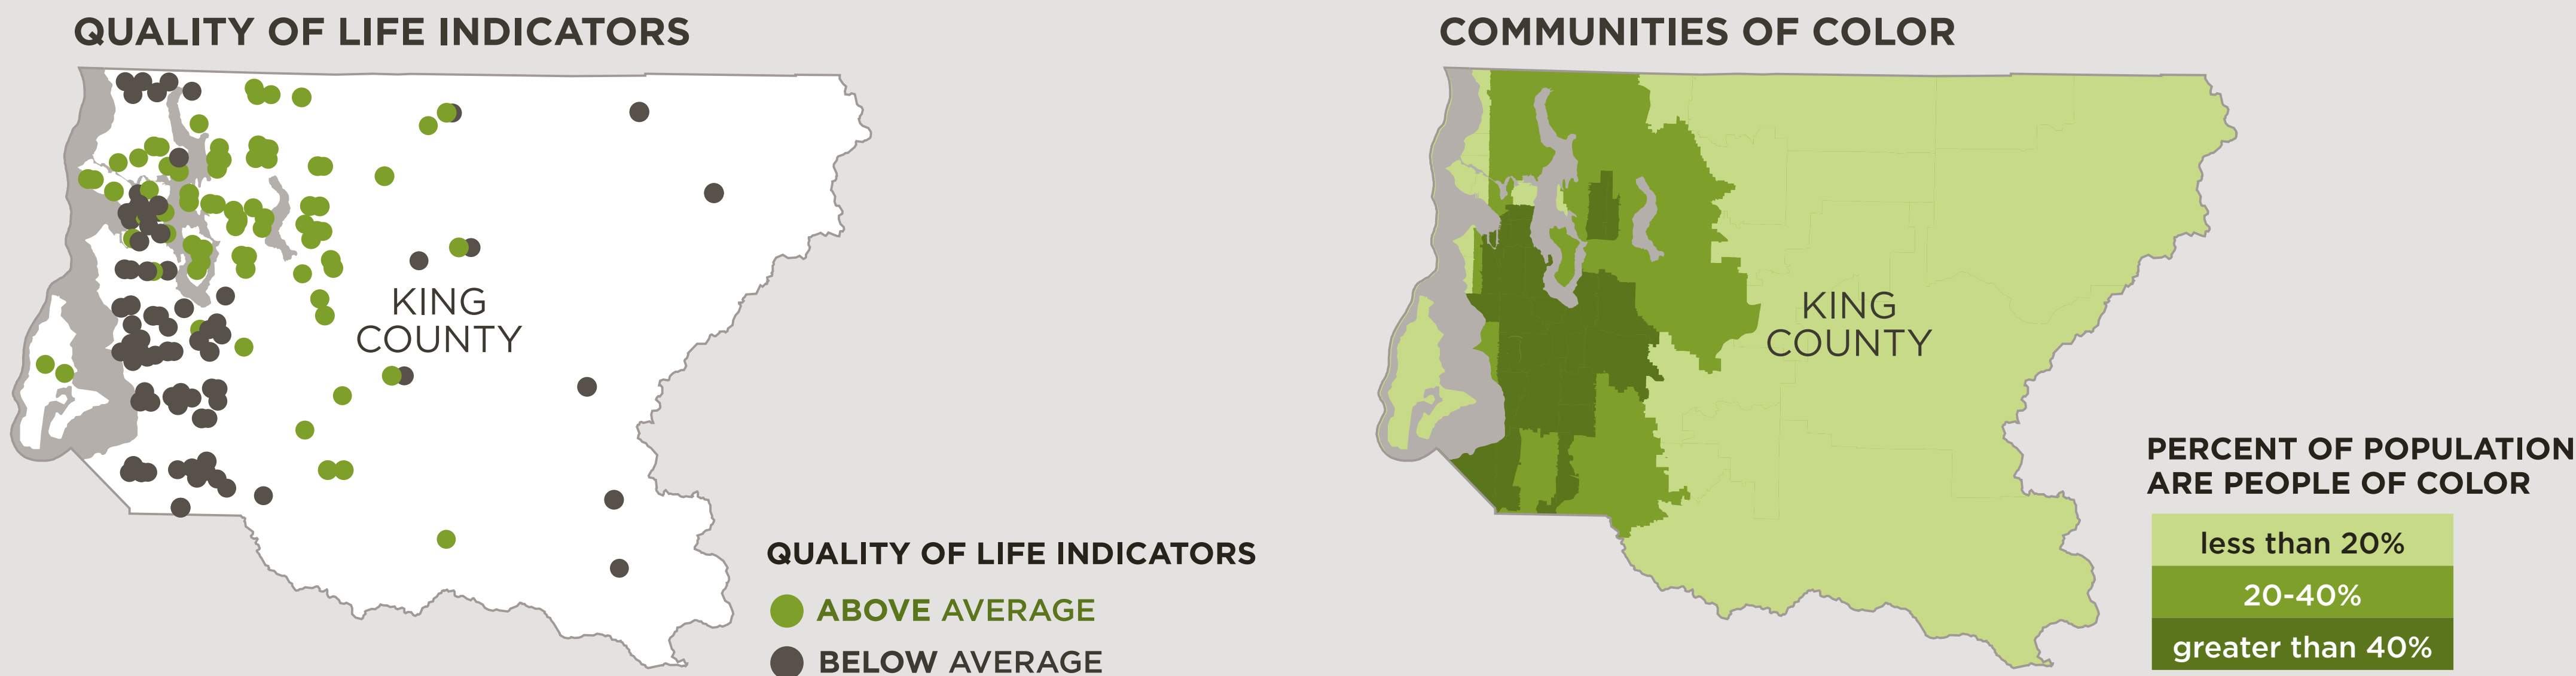 QUALITY OF LIFE INDICATORS
KING
COUNTY
QUALITY OF LIFE INDICATORS
ABOVE AVERAGE
BELOW AVERAGE
COMMUNITIES OF COLOR
KING
COUNTY
PERCENT OF POPULATION
ARE PEOPLE OF COLOR
less than 20%
20-40%
greater than 40%